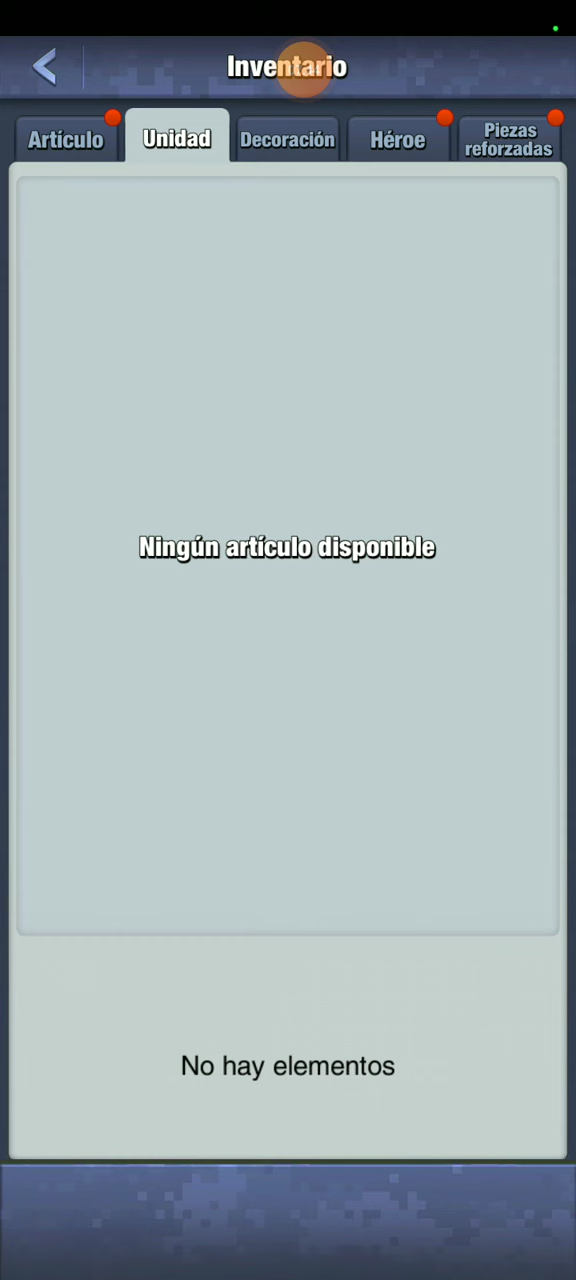 Inventario
Artículo
Unidad
Decoración
Héroe
Piezas
reforzadas
Ningún artículo disponible
No hay elementos